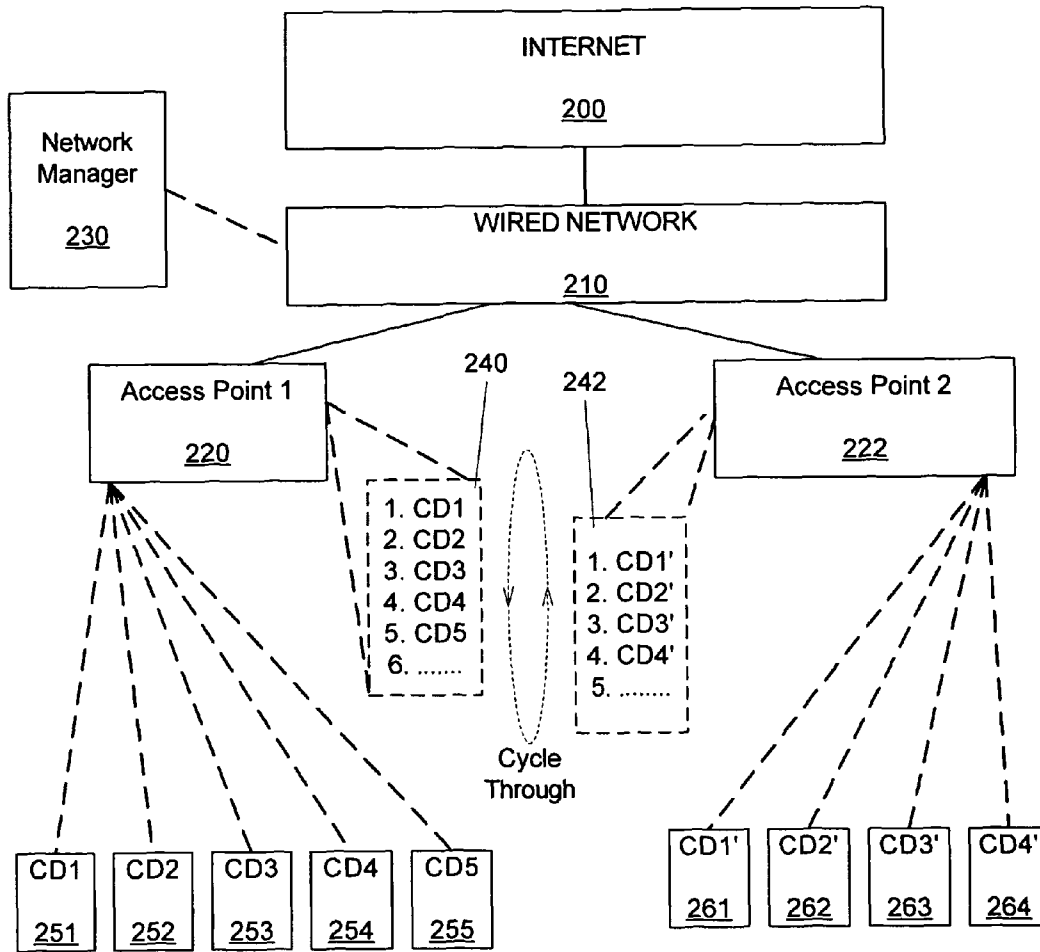 INTERNET
200
Network
Manager
230
WIRED NETWORK
210
Access Point 1
220
240
242
Access Point 2
222
1. CD1
2. CD2
3. CD3
4. CD4
5. CD5
6. ........
1. CD1'
2. CD2'
3. CD3'
4. CD4'
5. ........
Cycle
Through
CD1
251
CD2
252
CD3
253
CD4
254
CD5
255
CD1'
261
CD2'
262
CD3'
263
CD4'
264